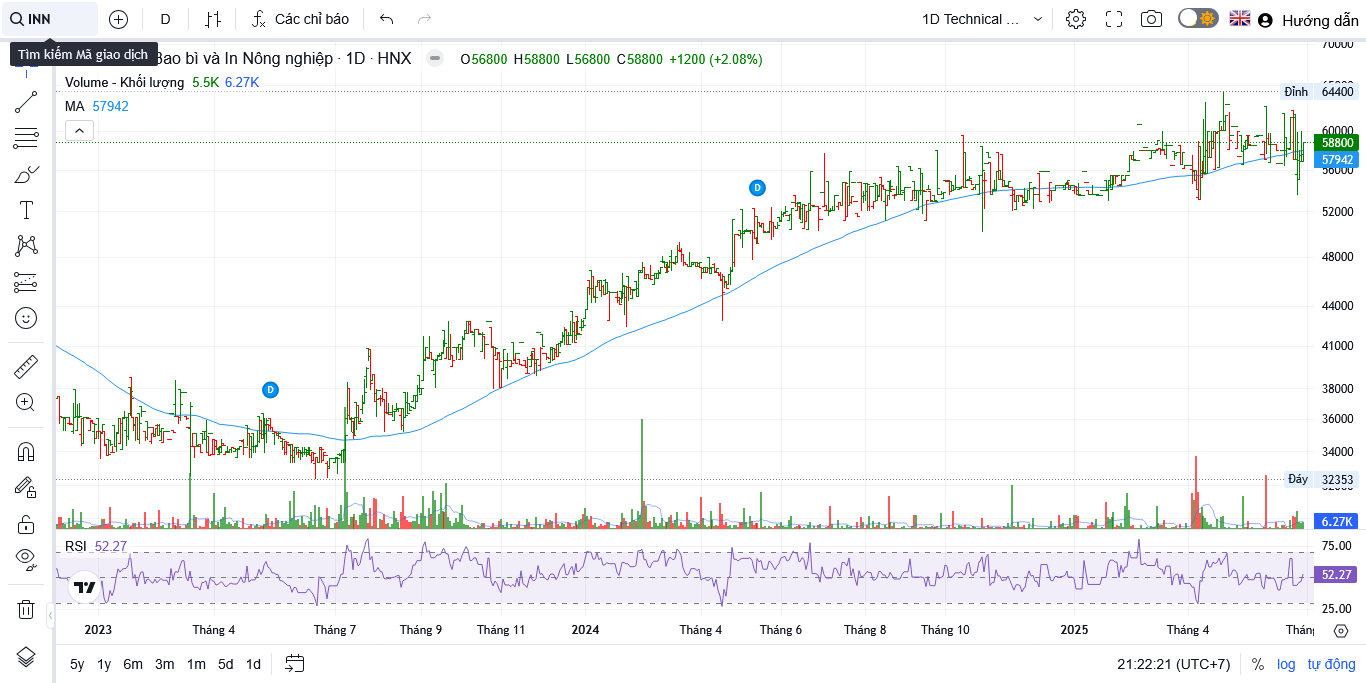 INN
D
Các chỉ báo
1D Technical ...
Hướng dẫn
Tìm kiếm Mã giao dịch
Bao bì và In Nông nghiệp · 1D · HNX
O56800 H58800 L56800 C58800 +1200 (+2.08%)
Volume - Khối lượng 5.5K 6.27K
MA 57942
70000
Đỉnh 64400
60000
58800
57942
56000
52000
48000
44000
41000
38000
36000
34000
Đáy 32353
6.27K
D
D
RSI 52.27
75.00
52.27
25.00
2023 Tháng 4 Tháng 7 Tháng 9 Tháng 11 2024 Tháng 4 Tháng 6 Tháng 8 Tháng 10 2025 Tháng 4
5y 1y 6m 3m 1m 5d 1d
21:22:21 (UTC+7) % log tự động